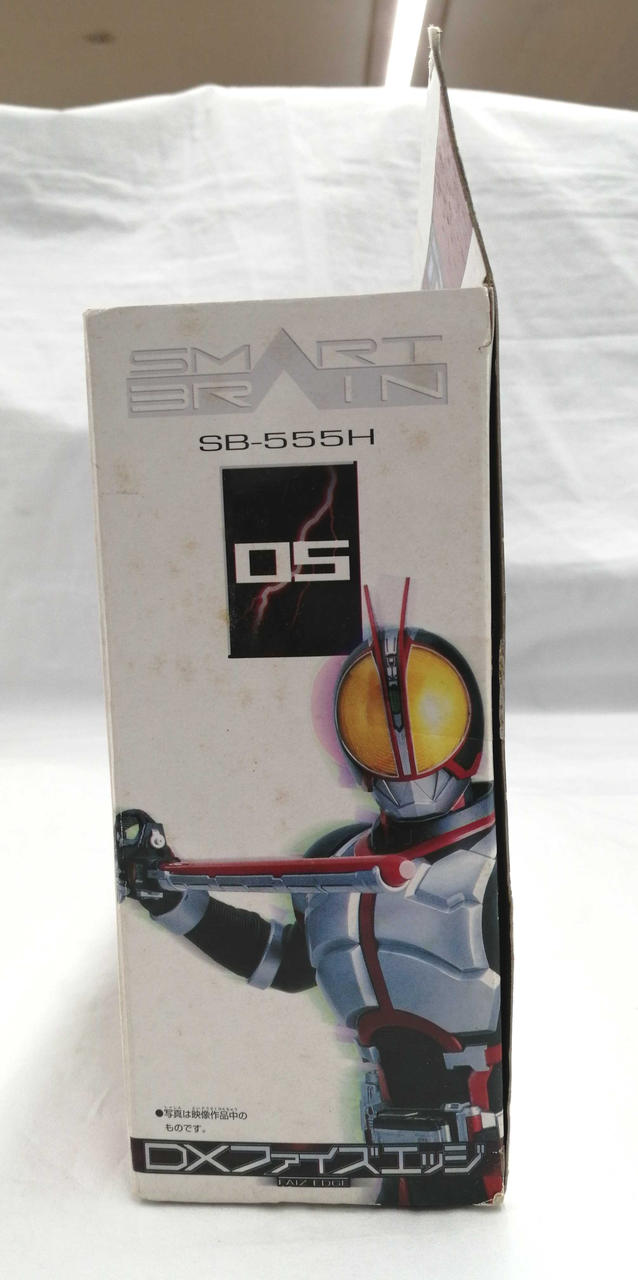 SMART
BRAIN
SB-555H
05
●写真は映像作品中の
ものです。
DXファイズエッジ
FAIZ EDGE